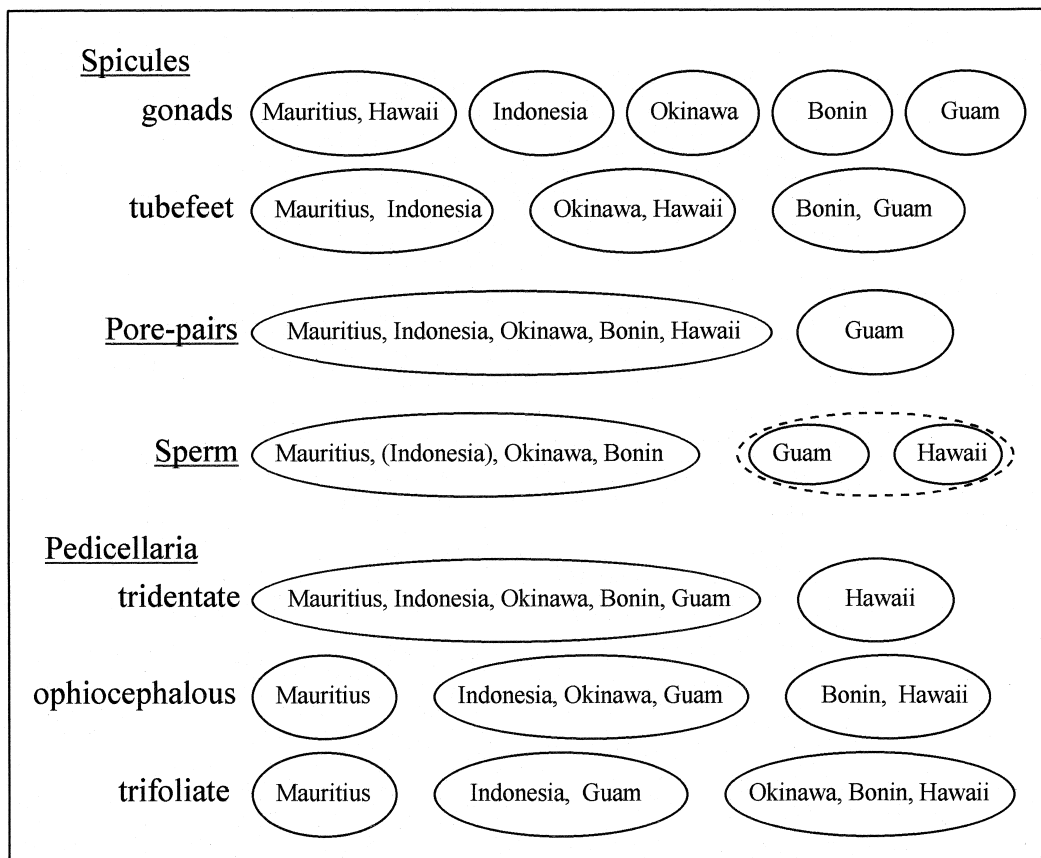 Spicules
gonads Mauritius, Hawaii Indonesia Okinawa Bonin Guam
tubefeet Mauritius, Indonesia Okinawa, Hawaii Bonin, Guam
Pore-pairs Mauritius, Indonesia, Okinawa, Bonin, Hawaii Guam
Sperm Mauritius, (Indonesia), Okinawa, Bonin Guam Hawaii
Pedicellaria
tridentate Mauritius, Indonesia, Okinawa, Bonin, Guam Hawaii
ophiocephalous Mauritius Indonesia, Okinawa, Guam Bonin, Hawaii
trifoliate Mauritius Indonesia, Guam Okinawa, Bonin, Hawaii